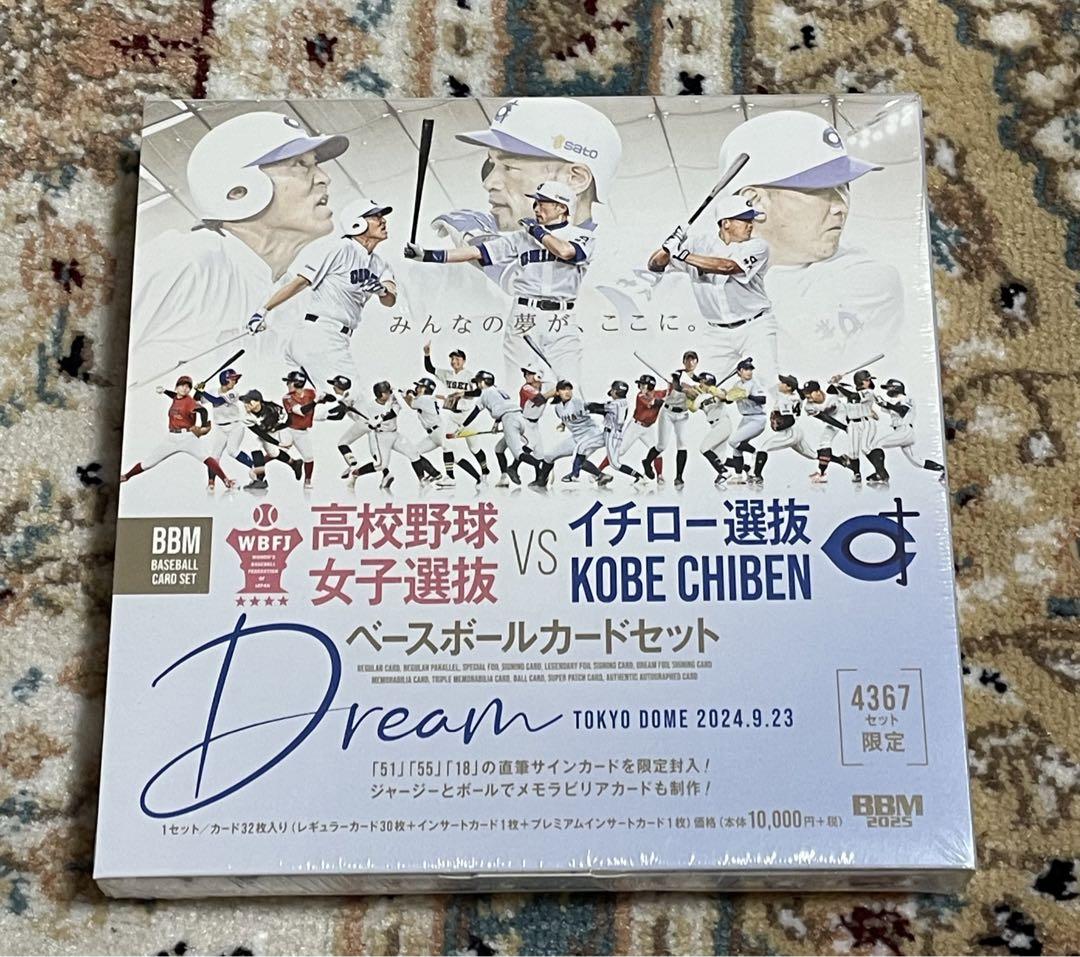 sato
みんなの夢が、ここに。
BBM
BASEBALL
CARD SET
WBFJ
WOMEN'S
BASEBALL
FEDERATION
OF
JAPAN
高校野球
女子選抜
VS
イチロー選抜
KOBE CHIBEN
ベースボールカードセット
REGULAR CARD, REGULAR PARALLEL, SPECIAL FOIL, SIGNING CARD, LEGENDARY FOIL SIGNING CARD, DREAM FOIL SIGNING CARD
MEMORABILIA CARD, TRIPLE MEMORABILIA CARD, BALL CARD, SUPER PATCH CARD, AUTHENTIC AUTOGRAPHED CARD
Dream
TOKYO DOME 2024.9.23
4367
セット
限定
「51」「55」「18」の直筆サインカードを限定封入!
ジャージーとボールでメモラビリアカードも制作!
1セット/カード32枚入り(レギュラーカード30枚+インサートカード1枚+プレミアムインサートカード1枚) 価格(本体10,000円+税)
BBM
2025